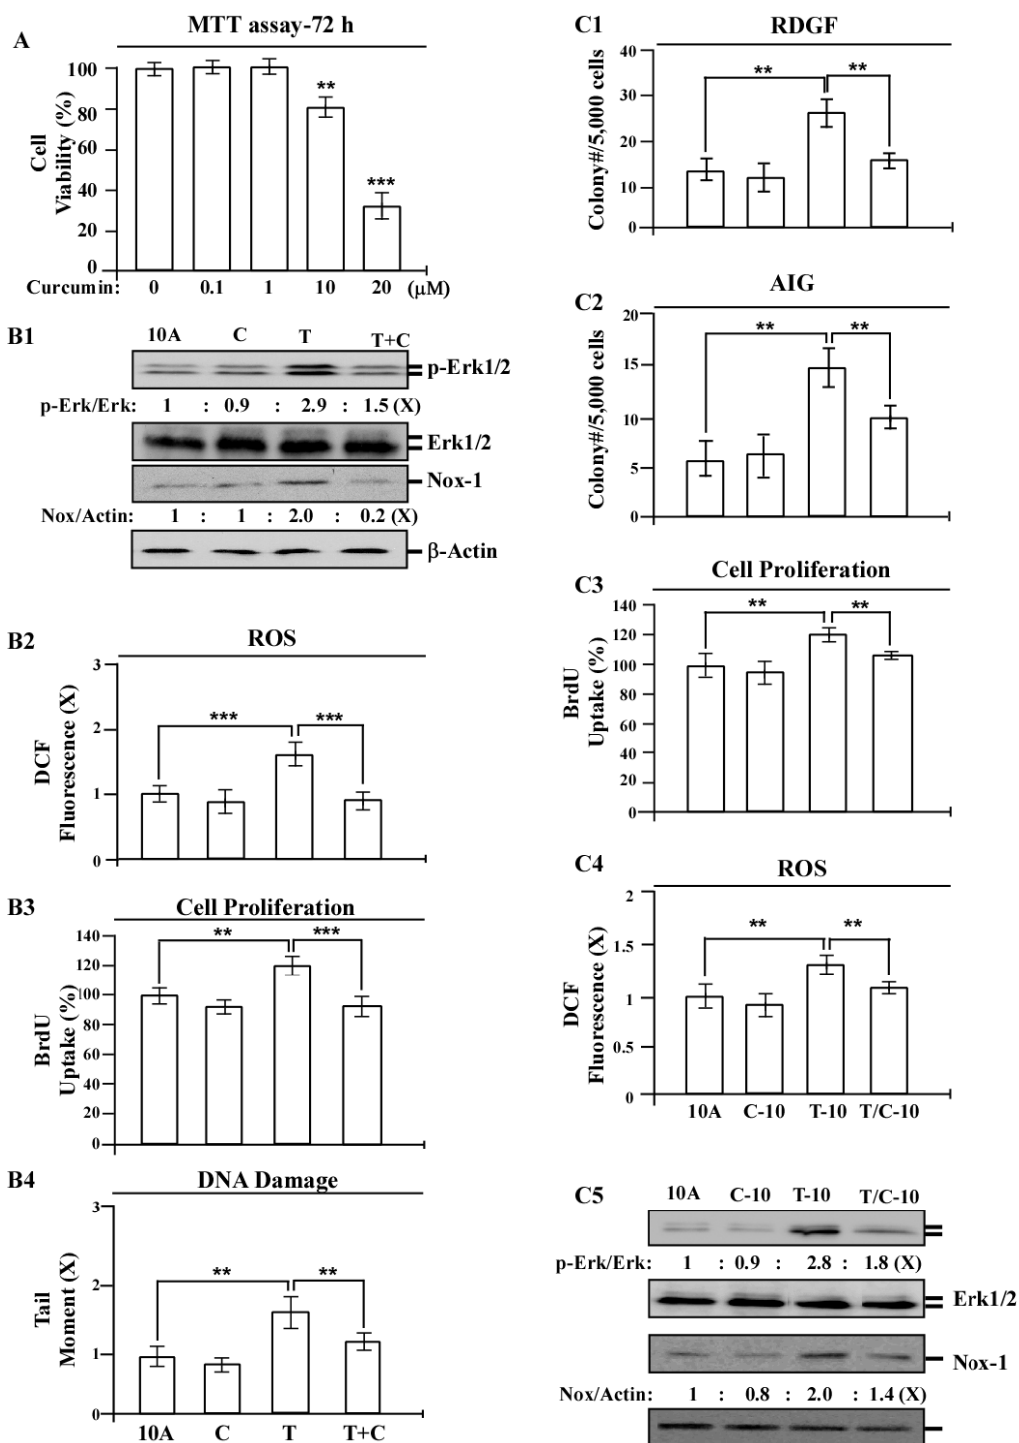 A
MTT assay-72 h
Cell
Viability (%)
100
80
60
40
20
0
**
***
Curcumin: 0 0.1 1 10 20 (μM)
B1
10A C T T+C
p-Erk1/2
p-Erk/Erk: 1 : 0.9 : 2.9 : 1.5 (X)
Erk1/2
Nox-1
Nox/Actin: 1 : 1 : 2.0 : 0.2 (X)
β-Actin
B2
ROS
DCF
Fluorescence (X)
3
2
1
0
*** ***
B3
Cell Proliferation
BrdU
Uptake (%)
140
120
100
80
60
40
20
0
** ***
B4
DNA Damage
Tail
Moment (X)
3
2
1
0
** **
10A C T T+C
C1
RDGF
Colony#/5,000 cells
40
30
20
10
0
** **
C2
AIG
Colony#/5,000 cells
20
15
10
5
0
** **
C3
Cell Proliferation
BrdU
Uptake (%)
140
120
100
80
60
40
20
0
** **
C4
ROS
DCF
Fluorescence (X)
2
1.5
1
0.5
0
** **
10A C-10 T-10 T/C-10
C5
10A C-10 T-10 T/C-10
p-Erk/Erk: 1 : 0.9 : 2.8 : 1.8 (X)
Erk1/2
Nox-1
Nox/Actin: 1 : 0.8 : 2.0 : 1.4 (X)